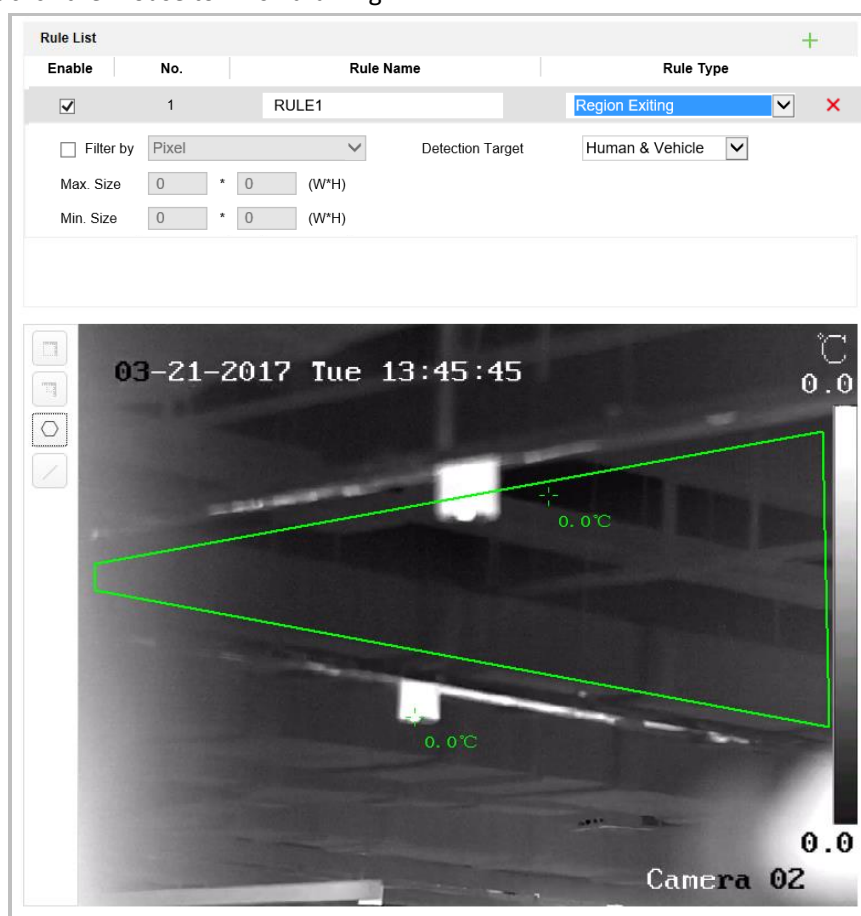 Rule List +
Enable No. Rule Name Rule Type
1 RULE1 Region Exiting
Filter by Pixel Detection Target Human & Vehicle
Max. Size 0 * 0 (W*H)
Min. Size 0 * 0 (W*H)
℃
03-21-2017 Tue 13:45:45
0.0
0.0℃
0.0℃
0.0
Camera 02